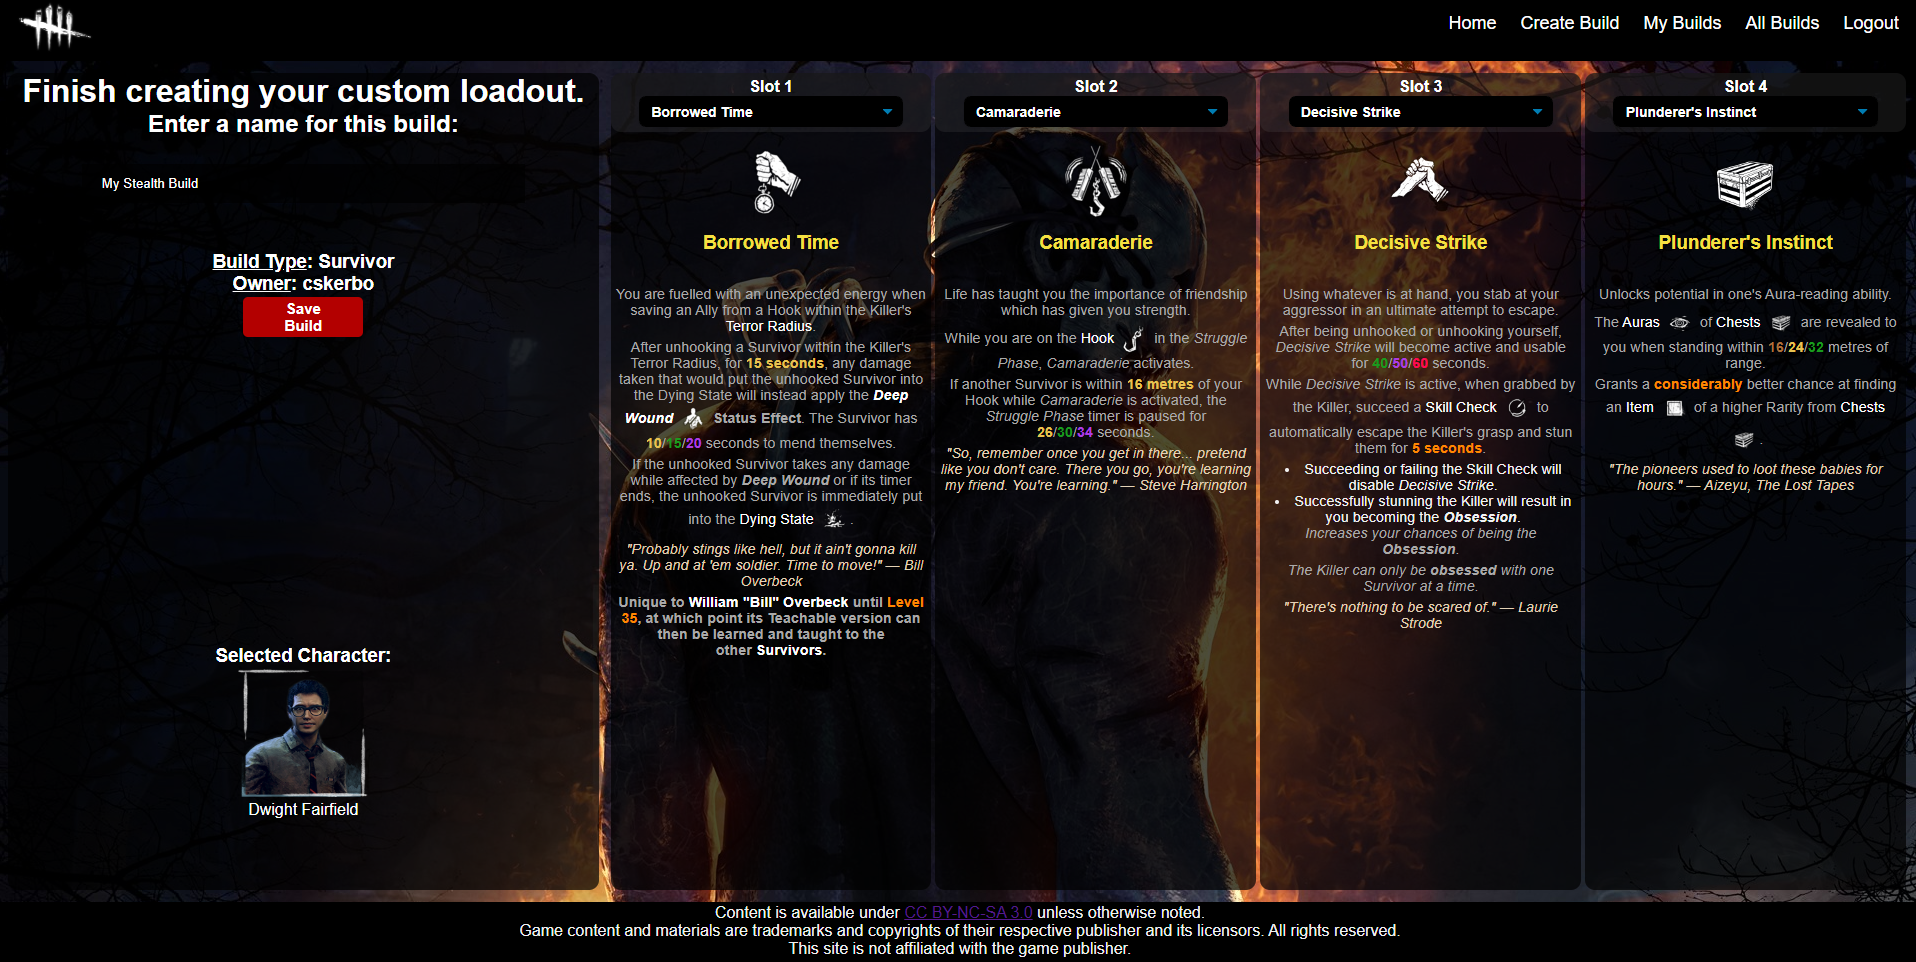 Home Create Build My Builds All Builds Logout
Finish creating your custom loadout.
Enter a name for this build:
My Stealth Build
Build Type: Survivor
Owner: cskerbo
Save
Build
Selected Character:
Dwight Fairfield
Slot 1
Borrowed Time
Borrowed Time
You are fuelled with an unexpected energy when
saving an Ally from a Hook within the Killer's
Terror Radius.
After unhooking a Survivor within the Killer's
Terror Radius, for 15 seconds, any damage
taken that would put the unhooked Survivor into
the Dying State will instead apply the Deep
Wound Status Effect. The Survivor has
10/15/20 seconds to mend themselves.
If the unhooked Survivor takes any damage
while affected by Deep Wound or if its timer
ends, the unhooked Survivor is immediately put
into the Dying State .
"Probably stings like hell, but it ain't gonna kill
ya. Up and at 'em soldier. Time to move!" — Bill
Overbeck
Unique to William "Bill" Overbeck until Level
35, at which point its Teachable version can
then be learned and taught to the
other Survivors.
Slot 2
Camaraderie
Camaraderie
Life has taught you the importance of friendship
which has given you strength.
While you are on the Hook in the Struggle
Phase, Camaraderie activates.
If another Survivor is within 16 metres of your
Hook while Camaraderie is activated, the
Struggle Phase timer is paused for
26/30/34 seconds.
"So, remember once you get in there... pretend
like you don't care. There you go, you're learning
my friend. You're learning." — Steve Harrington
Slot 3
Decisive Strike
Decisive Strike
Using whatever is at hand, you stab at your
aggressor in an ultimate attempt to escape.
After being unhooked or unhooking yourself,
Decisive Strike will become active and usable
for 40/50/60 seconds.
While Decisive Strike is active, when grabbed by
the Killer, succeed a Skill Check to
automatically escape the Killer's grasp and stun
them for 5 seconds.
• Succeeding or failing the Skill Check will
disable Decisive Strike.
• Successfully stunning the Killer will result in
you becoming the Obsession.
Increases your chances of being the
Obsession.
The Killer can only be obsessed with one
Survivor at a time.
"There's nothing to be scared of." — Laurie
Strode
Slot 4
Plunderer's Instinct
Plunderer's Instinct
Unlocks potential in one's Aura-reading ability.
The Auras of Chests are revealed to
you when standing within 16/24/32 metres of
range.
Grants a considerably better chance at finding
an Item of a higher Rarity from Chests
.
"The pioneers used to loot these babies for
hours." — Aizeyu, The Lost Tapes
Content is available under CC BY-NC-SA 3.0 unless otherwise noted.
Game content and materials are trademarks and copyrights of their respective publisher and its licensors. All rights reserved.
This site is not affiliated with the game publisher.